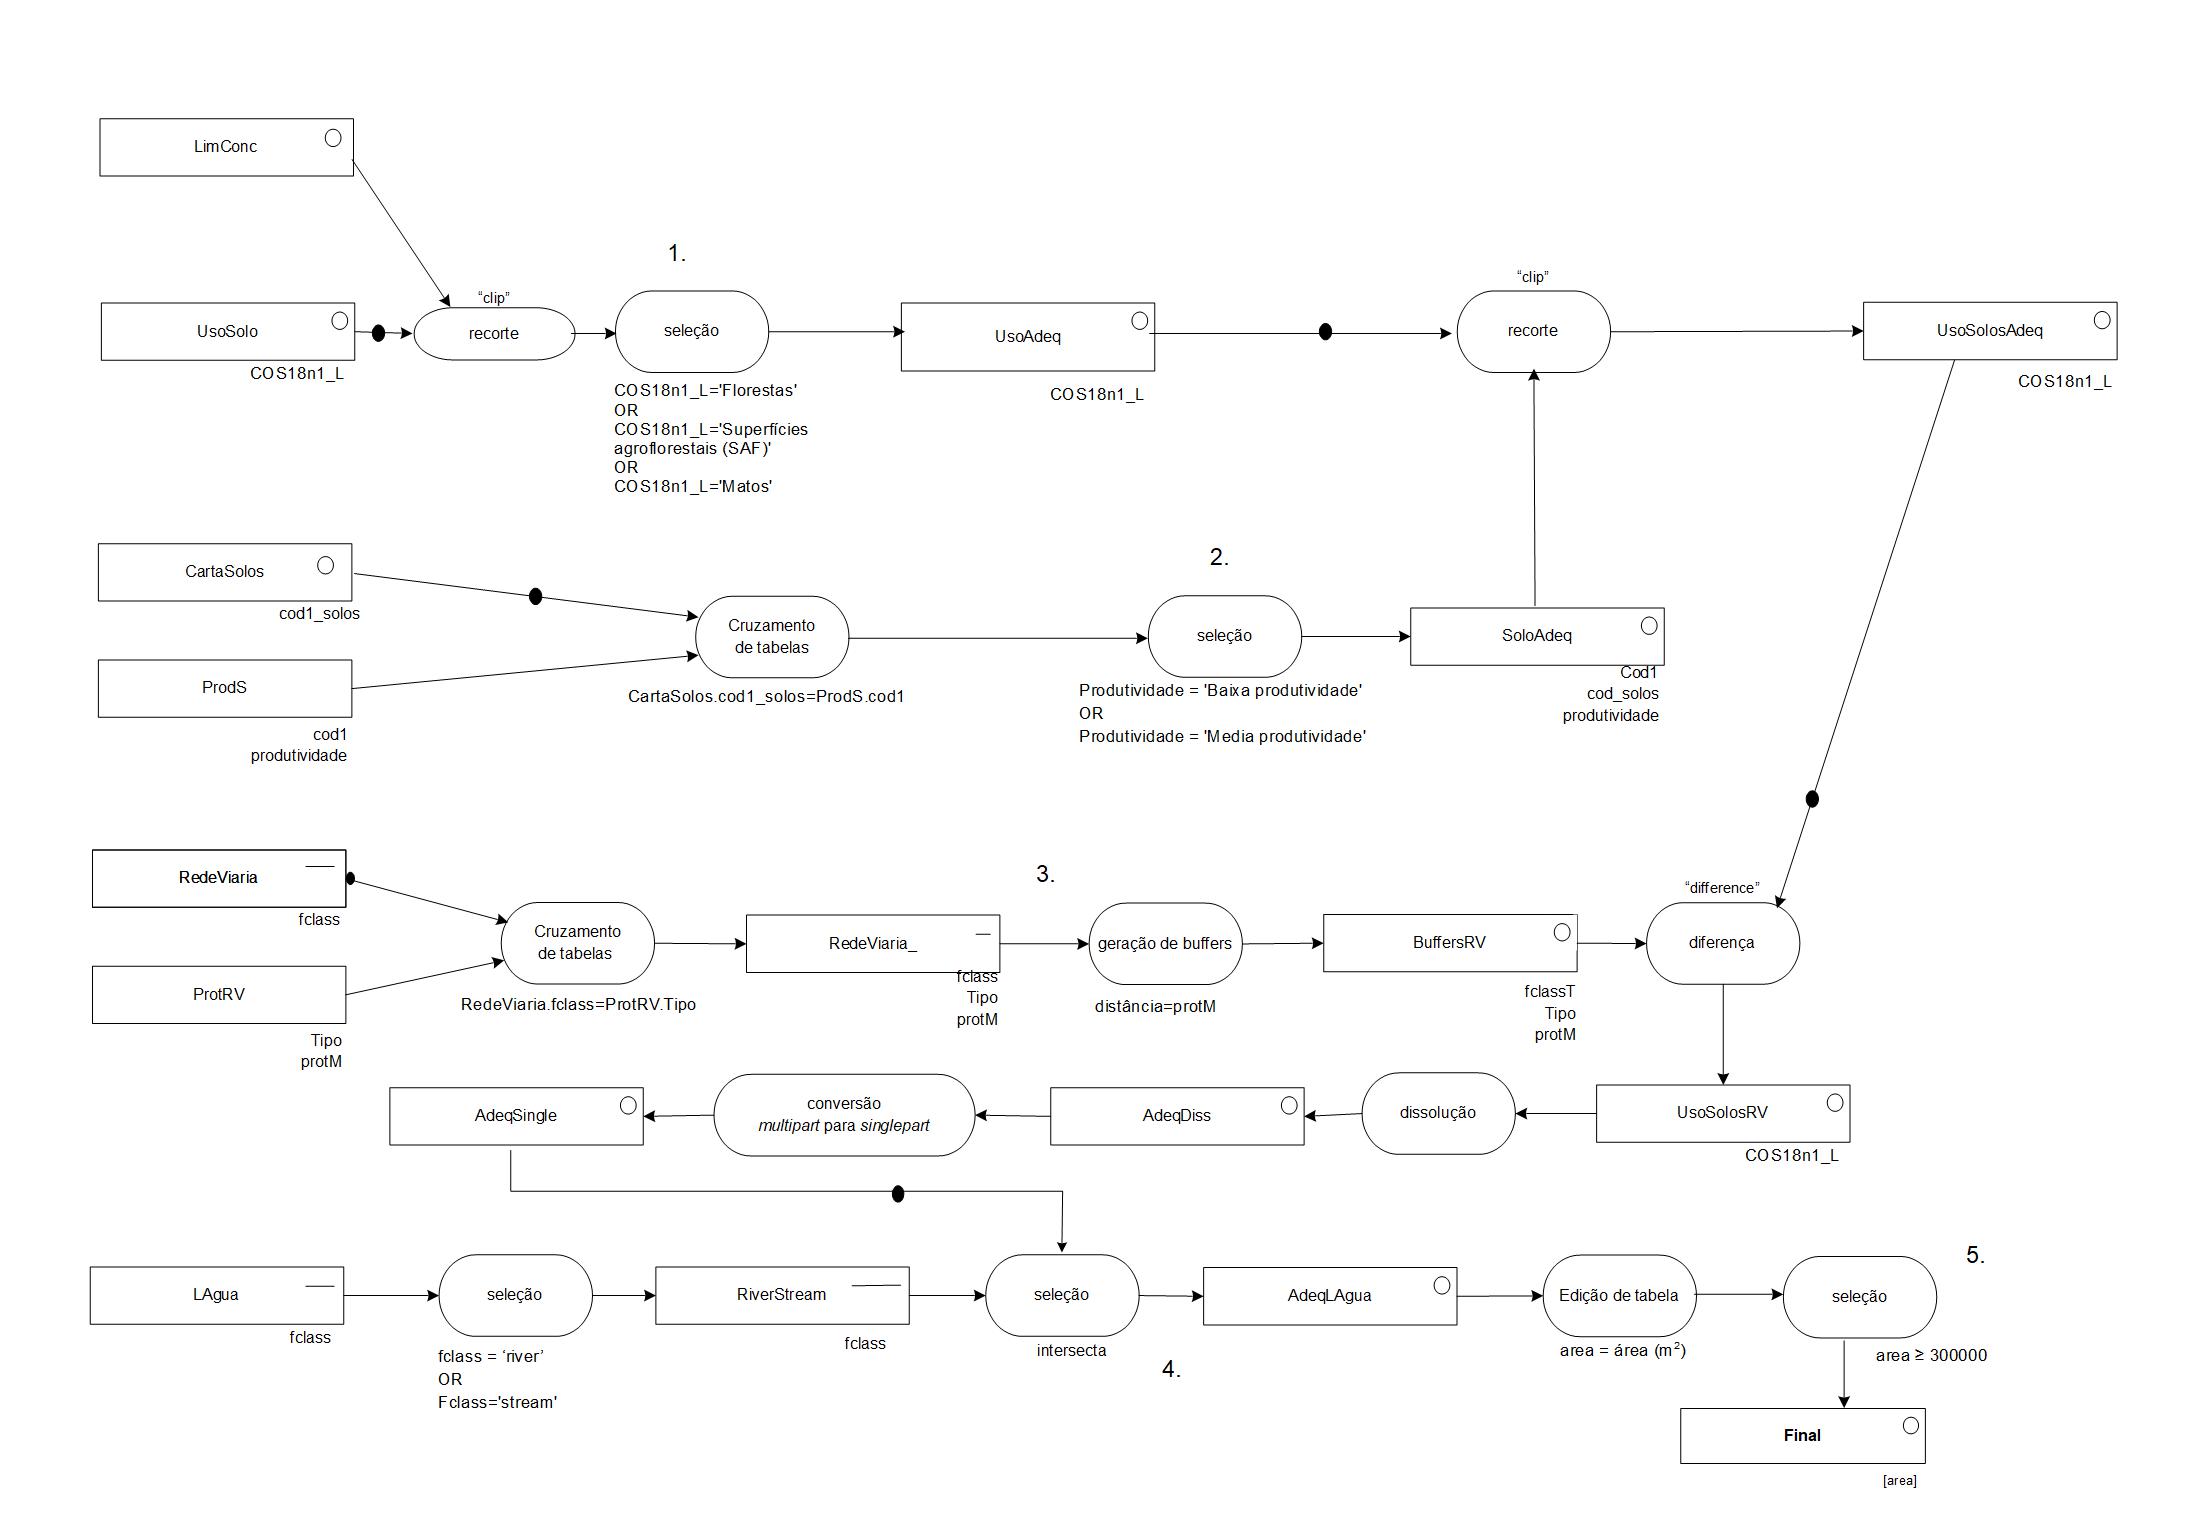 LimConc
1.
UsoSolo
COS18n1_L
“clip”
recorte
seleção
COS18n1_L='Florestas'
OR
COS18n1_L='Superfícies
agroflorestais (SAF)'
OR
COS18n1_L='Matos'
UsoAdeq
COS18n1_L
“clip”
recorte
UsoSolosAdeq
COS18n1_L
CartaSolos
cod1_solos
ProdS
cod1
produtividade
Cruzamento
de tabelas
CartaSolos.cod1_solos=ProdS.cod1
2.
seleção
Produtividade = 'Baixa produtividade'
OR
Produtividade = 'Media produtividade'
SoloAdeq
Cod1
cod_solos
produtividade
RedeViaria
fclass
ProtRV
Tipo
protM
Cruzamento
de tabelas
RedeViaria.fclass=ProtRV.Tipo
RedeViaria_
fclass
Tipo
protM
3.
geração de buffers
distância=protM
BuffersRV
fclassT
Tipo
protM
“difference”
diferença
UsoSolosRV
COS18n1_L
dissolução
AdeqDiss
conversão
multipart para singlepart
AdeqSingle
LAgua
fclass
seleção
fclass = ‘river’
OR
Fclass='stream'
RiverStream
fclass
seleção
intersecta
4.
AdeqLAgua
Edição de tabela
area = área (m²)
5.
seleção
area ≥ 300000
Final
[area]